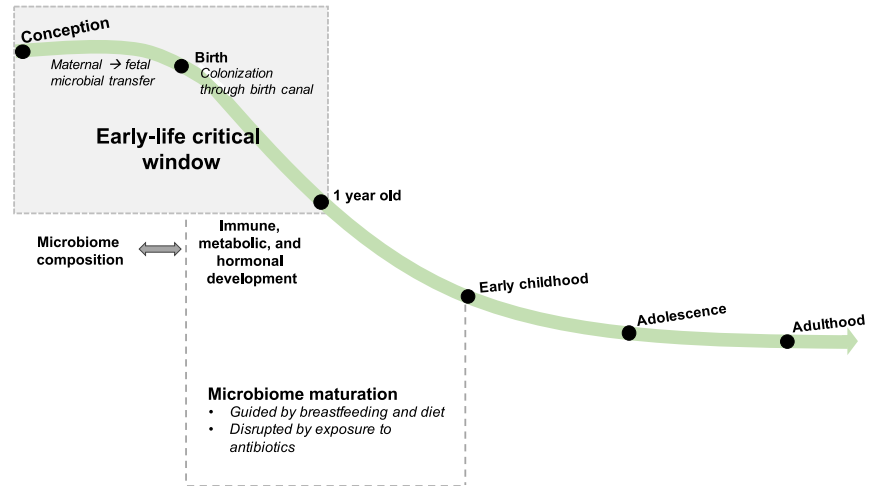 Conception
Maternal → fetal
microbial transfer
Birth
Colonization
through birth canal
Early-life critical
window
1 year old
Microbiome
composition
Immune,
metabolic, and
hormonal
development
Early childhood
Adolescence
Adulthood
Microbiome maturation
• Guided by breastfeeding and diet
• Disrupted by exposure to
antibiotics